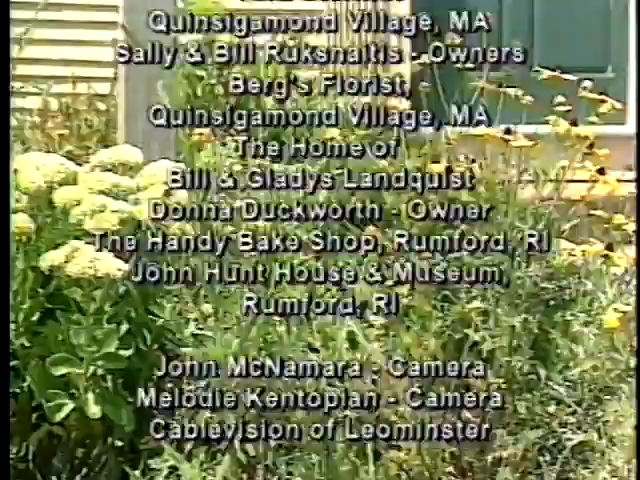 Quinsigamond Village, MA
Sally & Bill Ruksnaitis - Owners
Berg's Florist,
Quinsigamond Village, MA
The Home of
Bill & Gladys Landquist
Donna Duckworth - Owner
The Handy Bake Shop, Rumford, RI
John Hunt House & Museum,
Rumford, RI
John McNamara - Camera
Melodie Kentopian - Camera
Cablevision of Leominster